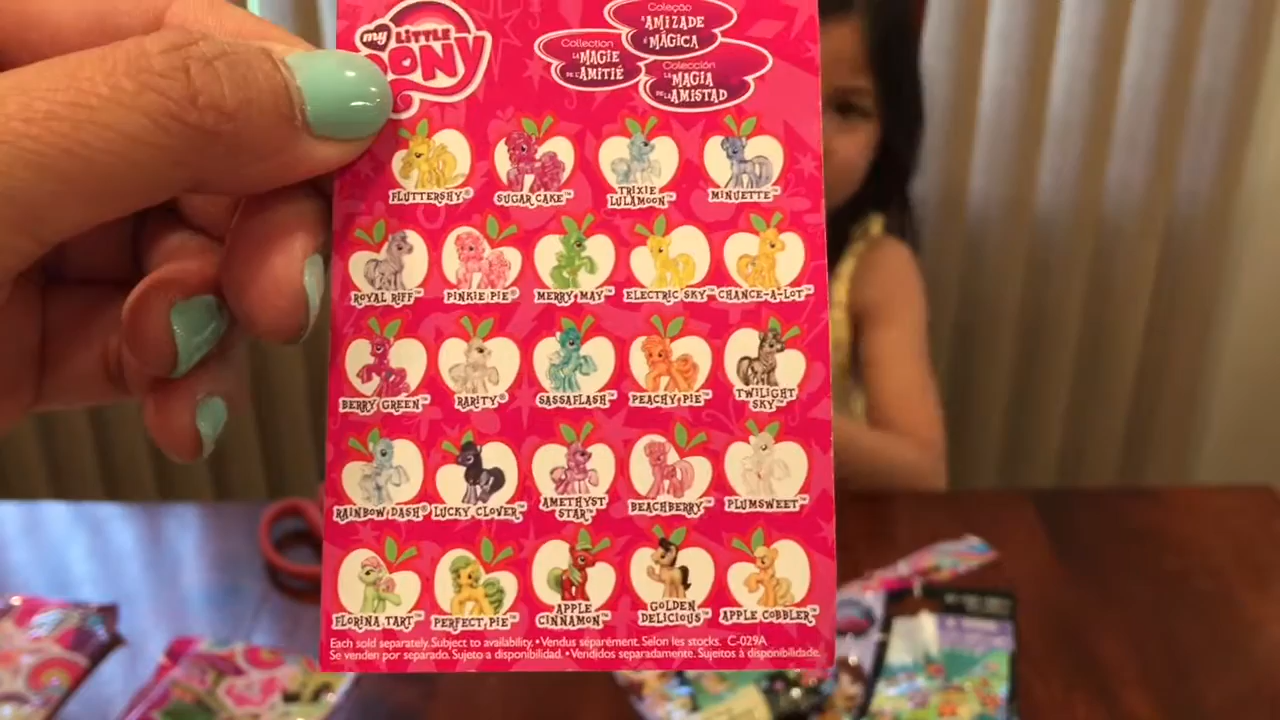 my LITTLE
PONY
Coleção
A AMIZADE
É MÁGICA
Collection
LA MAGIE
DE L'AMITIÉ
Colección
LA MAGIA
DE LA AMISTAD
FLUTTERSHY® SUGAR CAKE™ TRIXIE LULAMOON™ MINUETTE™
ROYAL RIFF™ PINKIE PIE® MERRY MAY™ ELECTRIC SKY™ CHANCE-A-LOT™
BERRY GREEN™ RARITY® SASSAFLASH™ PEACHY PIE™ TWILIGHT SKY™
RAINBOW DASH® LUCKY CLOVER™ AMETHYST STAR™ BEACHBERRY™ PLUMSWEET™
FLORINA TART™ PERFECT PIE™ APPLE CINNAMON™ GOLDEN DELICIOUS™ APPLE COBBLER™
Each sold separately. Subject to availability. • Vendus séparément. Selon les stocks. C-029A
Se venden por separado. Sujeto a disponibilidad. • Vendidos separadamente. Sujeitos à disponibilidade.